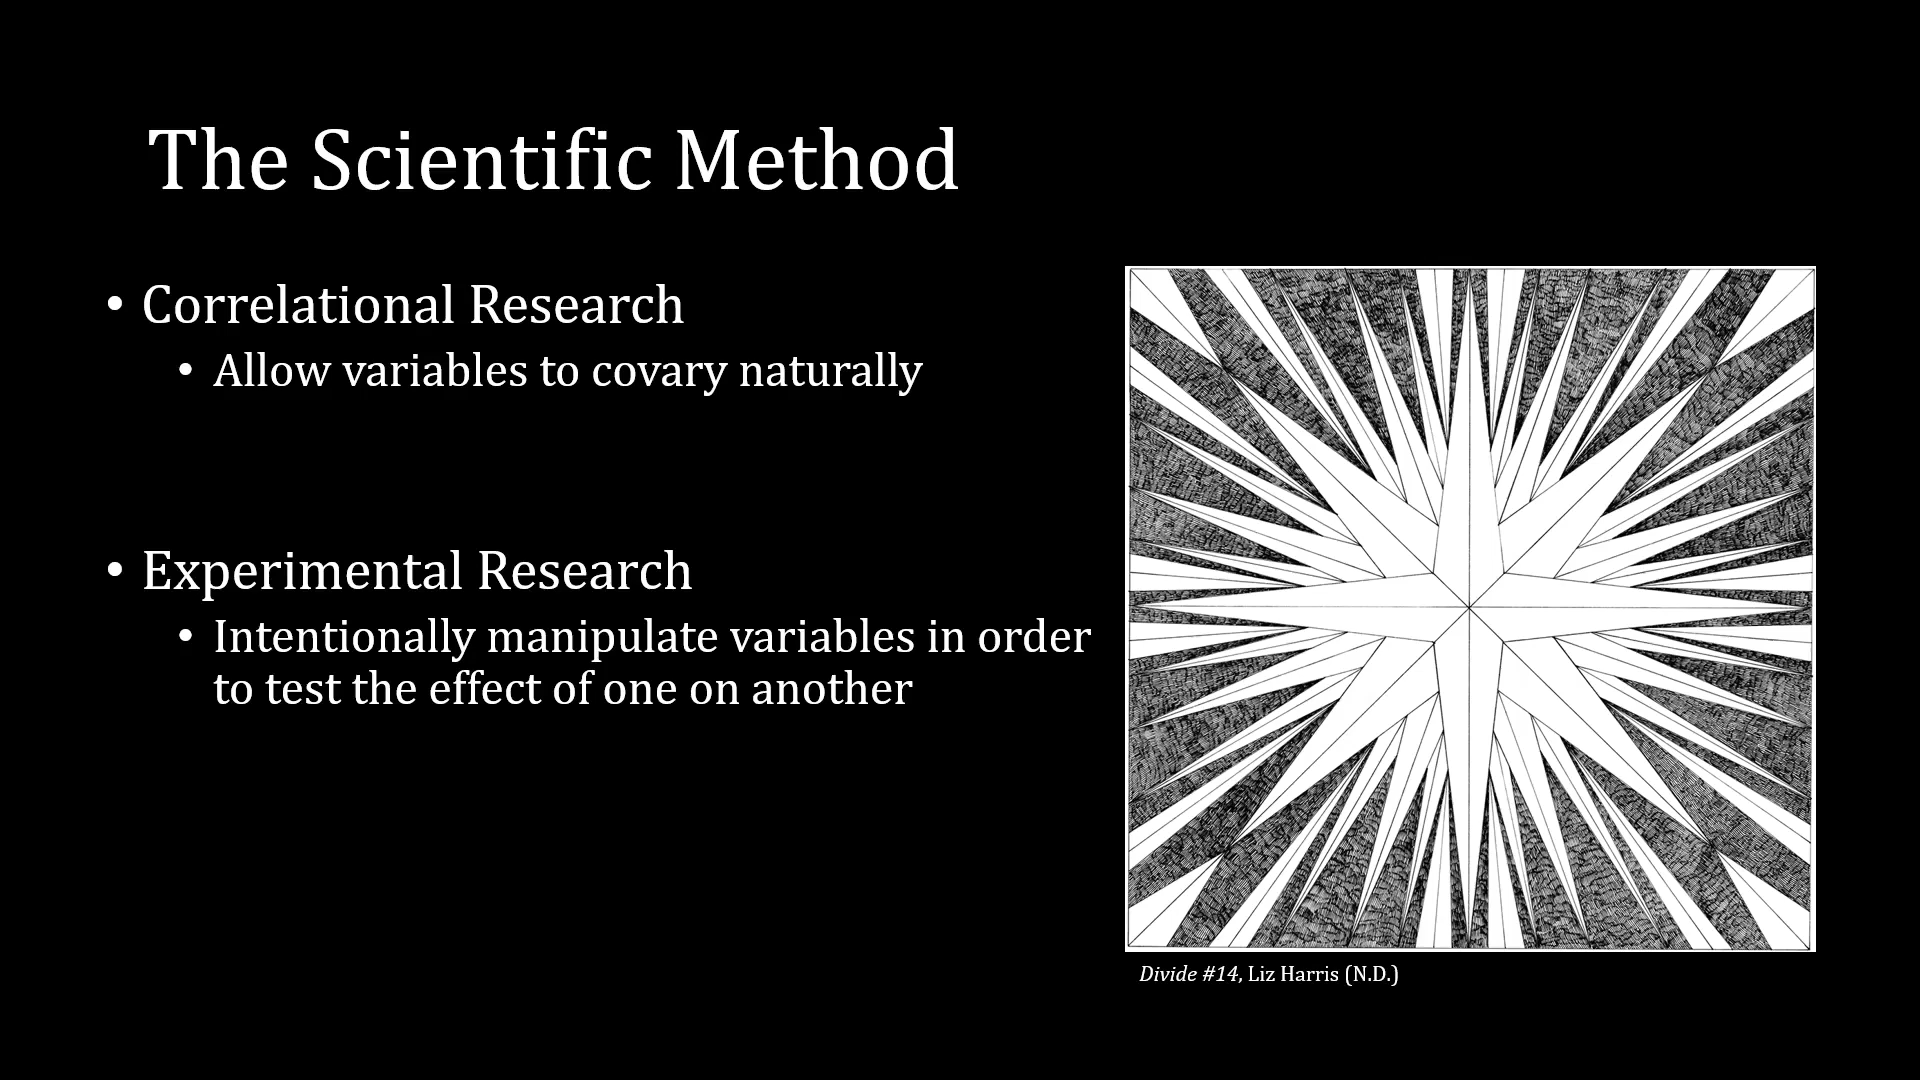 The Scientific Method
• Correlational Research
• Allow variables to covary naturally
• Experimental Research
• Intentionally manipulate variables in order
to test the effect of one on another
Divide #14, Liz Harris (N.D.)